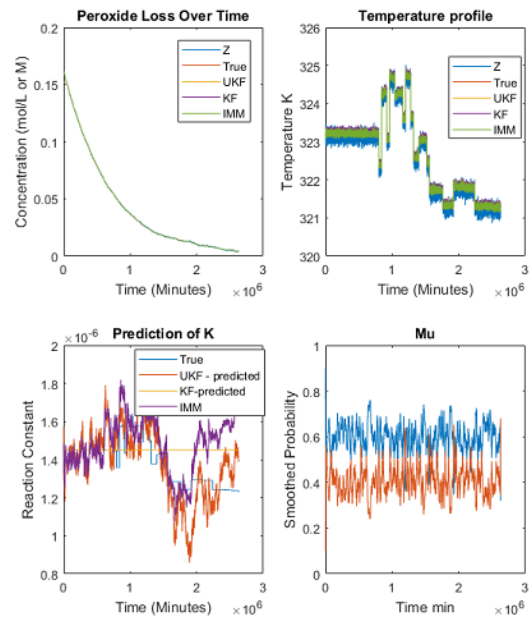 Peroxide Loss Over Time
Concentration (mol/L or M)
0.2
0.15
0.1
0.05
0
Z
True
UKF
KF
IMM
0 1 2 3
Time (Minutes) × 10^6
Temperature profile
Temperature K
326
325
324
323
322
321
320
Z
True
UKF
KF
IMM
0 1 2 3
Time (Minutes) × 10^6
Prediction of K
× 10^-6
Reaction Constant
2
1.8
1.6
1.4
1.2
1
0.8
True
UKF - predicted
KF-predicted
IMM
0 1 2 3
Time (Minutes) × 10^6
Mu
Smoothed Probability
1
0.8
0.6
0.4
0.2
0
0 1 2 3
Time min × 10^6